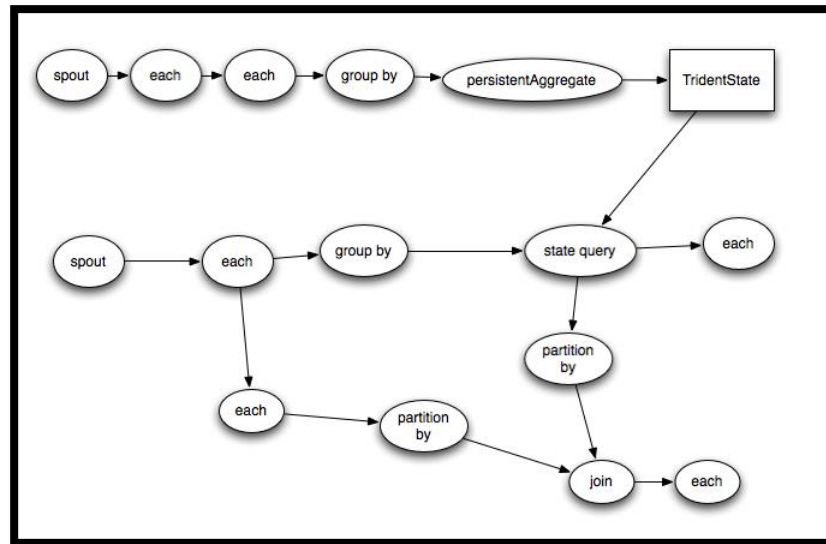 spout
each
each
group by
persistentAggregate
TridentState
spout
each
group by
state query
each
partition
by
each
partition
by
join
each